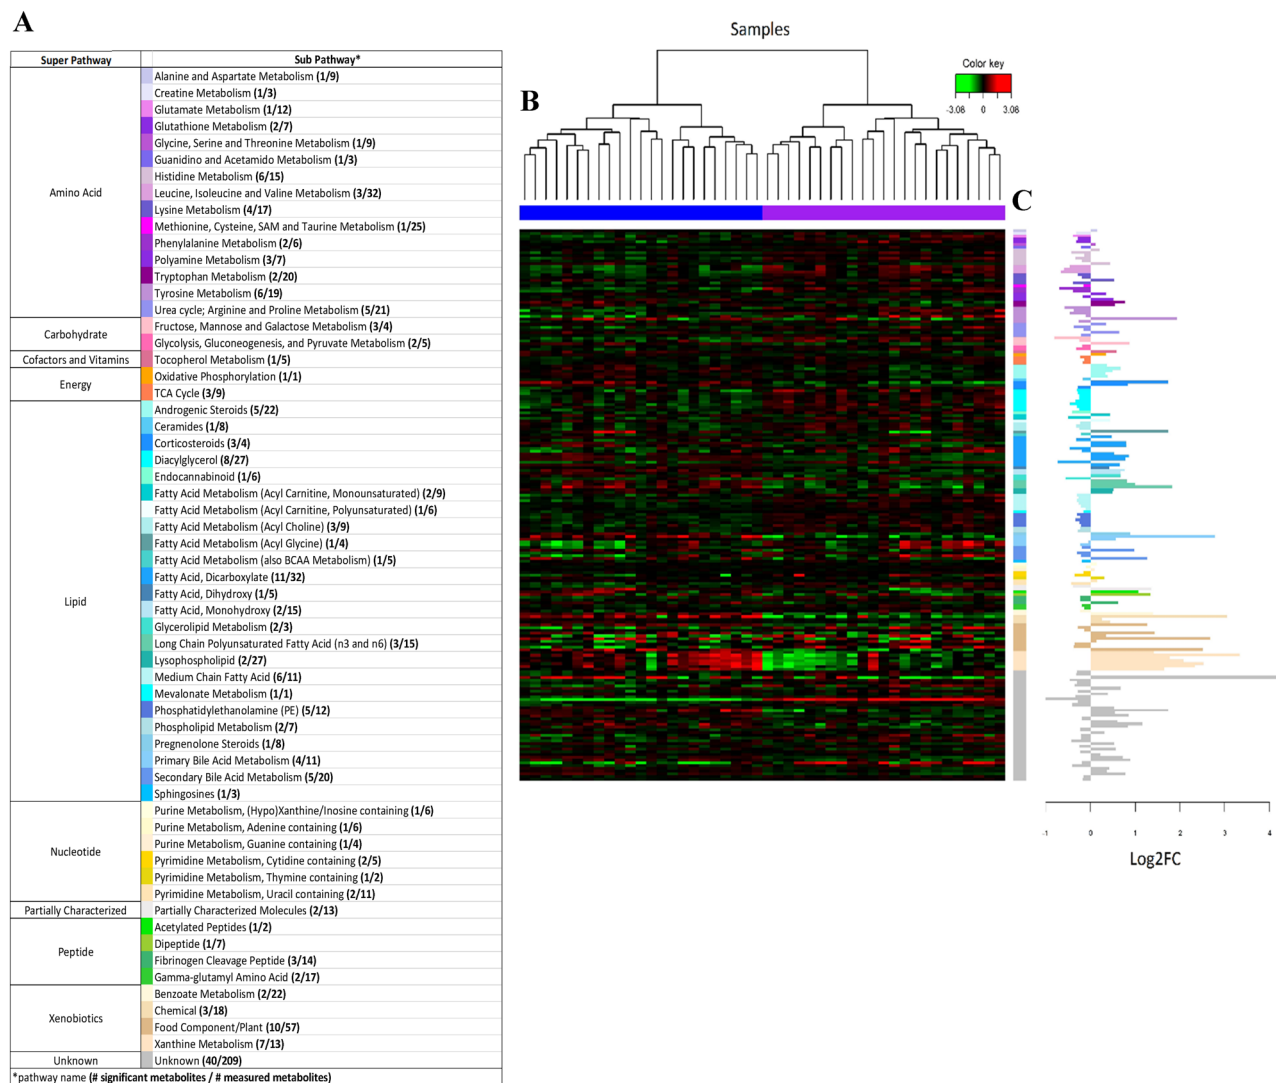 A
Super Pathway Sub Pathway*
Amino Acid
Alanine and Aspartate Metabolism (1/9)
Creatine Metabolism (1/3)
Glutamate Metabolism (1/12)
Glutathione Metabolism (2/7)
Glycine, Serine and Threonine Metabolism (1/9)
Guanidino and Acetamido Metabolism (1/3)
Histidine Metabolism (6/15)
Leucine, Isoleucine and Valine Metabolism (3/32)
Lysine Metabolism (4/17)
Methionine, Cysteine, SAM and Taurine Metabolism (1/25)
Phenylalanine Metabolism (2/6)
Polyamine Metabolism (3/7)
Tryptophan Metabolism (2/20)
Tyrosine Metabolism (6/19)
Urea cycle; Arginine and Proline Metabolism (5/21)
Carbohydrate
Fructose, Mannose and Galactose Metabolism (3/4)
Glycolysis, Gluconeogenesis, and Pyruvate Metabolism (2/5)
Cofactors and Vitamins
Tocopherol Metabolism (1/5)
Energy
Oxidative Phosphorylation (1/1)
TCA Cycle (3/9)
Lipid
Androgenic Steroids (5/22)
Ceramides (1/8)
Corticosteroids (3/4)
Diacylglycerol (8/27)
Endocannabinoid (1/6)
Fatty Acid Metabolism (Acyl Carnitine, Monounsaturated) (2/9)
Fatty Acid Metabolism (Acyl Carnitine, Polyunsaturated) (1/6)
Fatty Acid Metabolism (Acyl Choline) (3/9)
Fatty Acid Metabolism (Acyl Glycine) (1/4)
Fatty Acid Metabolism (also BCAA Metabolism) (1/5)
Fatty Acid, Dicarboxylate (11/32)
Fatty Acid, Dihydroxy (1/5)
Fatty Acid, Monohydroxy (2/15)
Glycerolipid Metabolism (2/3)
Long Chain Polyunsaturated Fatty Acid (n3 and n6) (3/15)
Lysophospholipid (2/27)
Medium Chain Fatty Acid (6/11)
Mevalonate Metabolism (1/1)
Phosphatidylethanolamine (PE) (5/12)
Phospholipid Metabolism (2/7)
Pregnenolone Steroids (1/8)
Primary Bile Acid Metabolism (4/11)
Secondary Bile Acid Metabolism (5/20)
Sphingosines (1/3)
Nucleotide
Purine Metabolism, (Hypo)Xanthine/Inosine containing (1/6)
Purine Metabolism, Adenine containing (1/6)
Purine Metabolism, Guanine containing (1/4)
Pyrimidine Metabolism, Cytidine containing (2/5)
Pyrimidine Metabolism, Thymine containing (1/2)
Pyrimidine Metabolism, Uracil containing (2/11)
Partially Characterized
Partially Characterized Molecules (2/13)
Peptide
Acetylated Peptides (1/2)
Dipeptide (1/7)
Fibrinogen Cleavage Peptide (3/14)
Gamma-glutamyl Amino Acid (2/17)
Xenobiotics
Benzoate Metabolism (2/22)
Chemical (3/18)
Food Component/Plant (10/57)
Xanthine Metabolism (7/13)
Unknown
Unknown (40/209)
*pathway name (# significant metabolites / # measured metabolites)
B
Samples
Color key
-3.06 0 3.06
C
-1 0 1 2 3 4
Log2FC